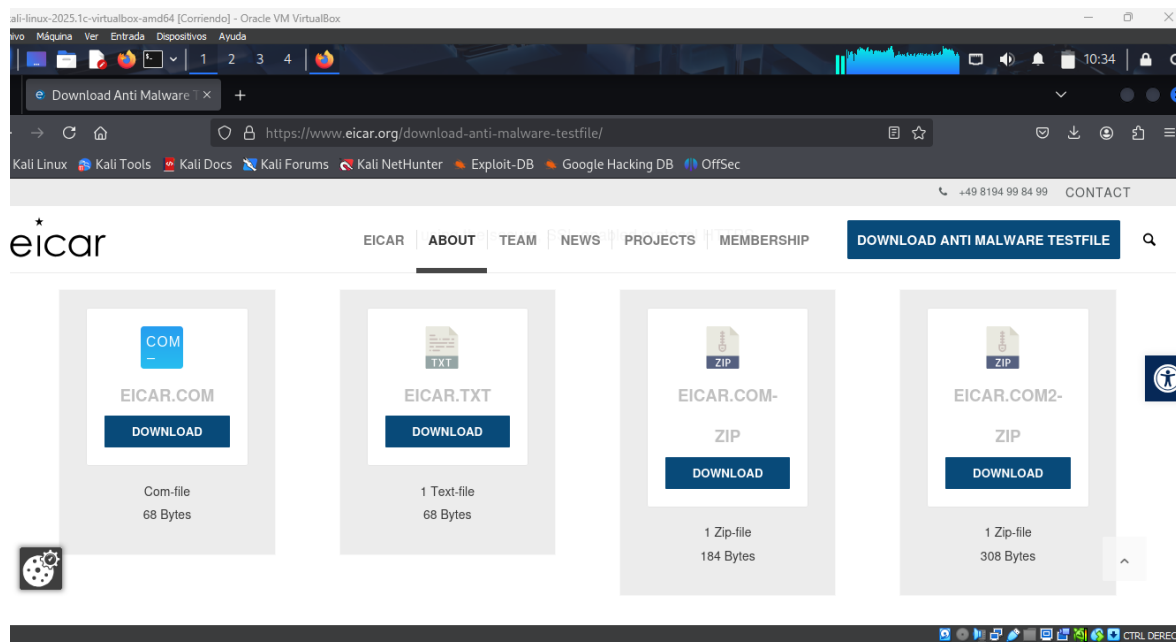 ali-linux-2025.1c-virtualbox-amd64 [Corriendo] - Oracle VM VirtualBox
ivo Máquina Ver Entrada Dispositivos Ayuda
1 2 3 4 10:34
Download Anti Malware T
https://www.eicar.org/download-anti-malware-testfile/
Kali Linux Kali Tools Kali Docs Kali Forums Kali NetHunter Exploit-DB Google Hacking DB OffSec
+49 8194 99 84 99 CONTACT
eicar EICAR ABOUT TEAM NEWS PROJECTS MEMBERSHIP DOWNLOAD ANTI MALWARE TESTFILE
COM TXT ZIP ZIP
EICAR.COM EICAR.TXT EICAR.COM- EICAR.COM2-
ZIP ZIP
DOWNLOAD DOWNLOAD DOWNLOAD DOWNLOAD
Com-file 1 Text-file
68 Bytes 68 Bytes
1 Zip-file 1 Zip-file
184 Bytes 308 Bytes
CTRL DEREC